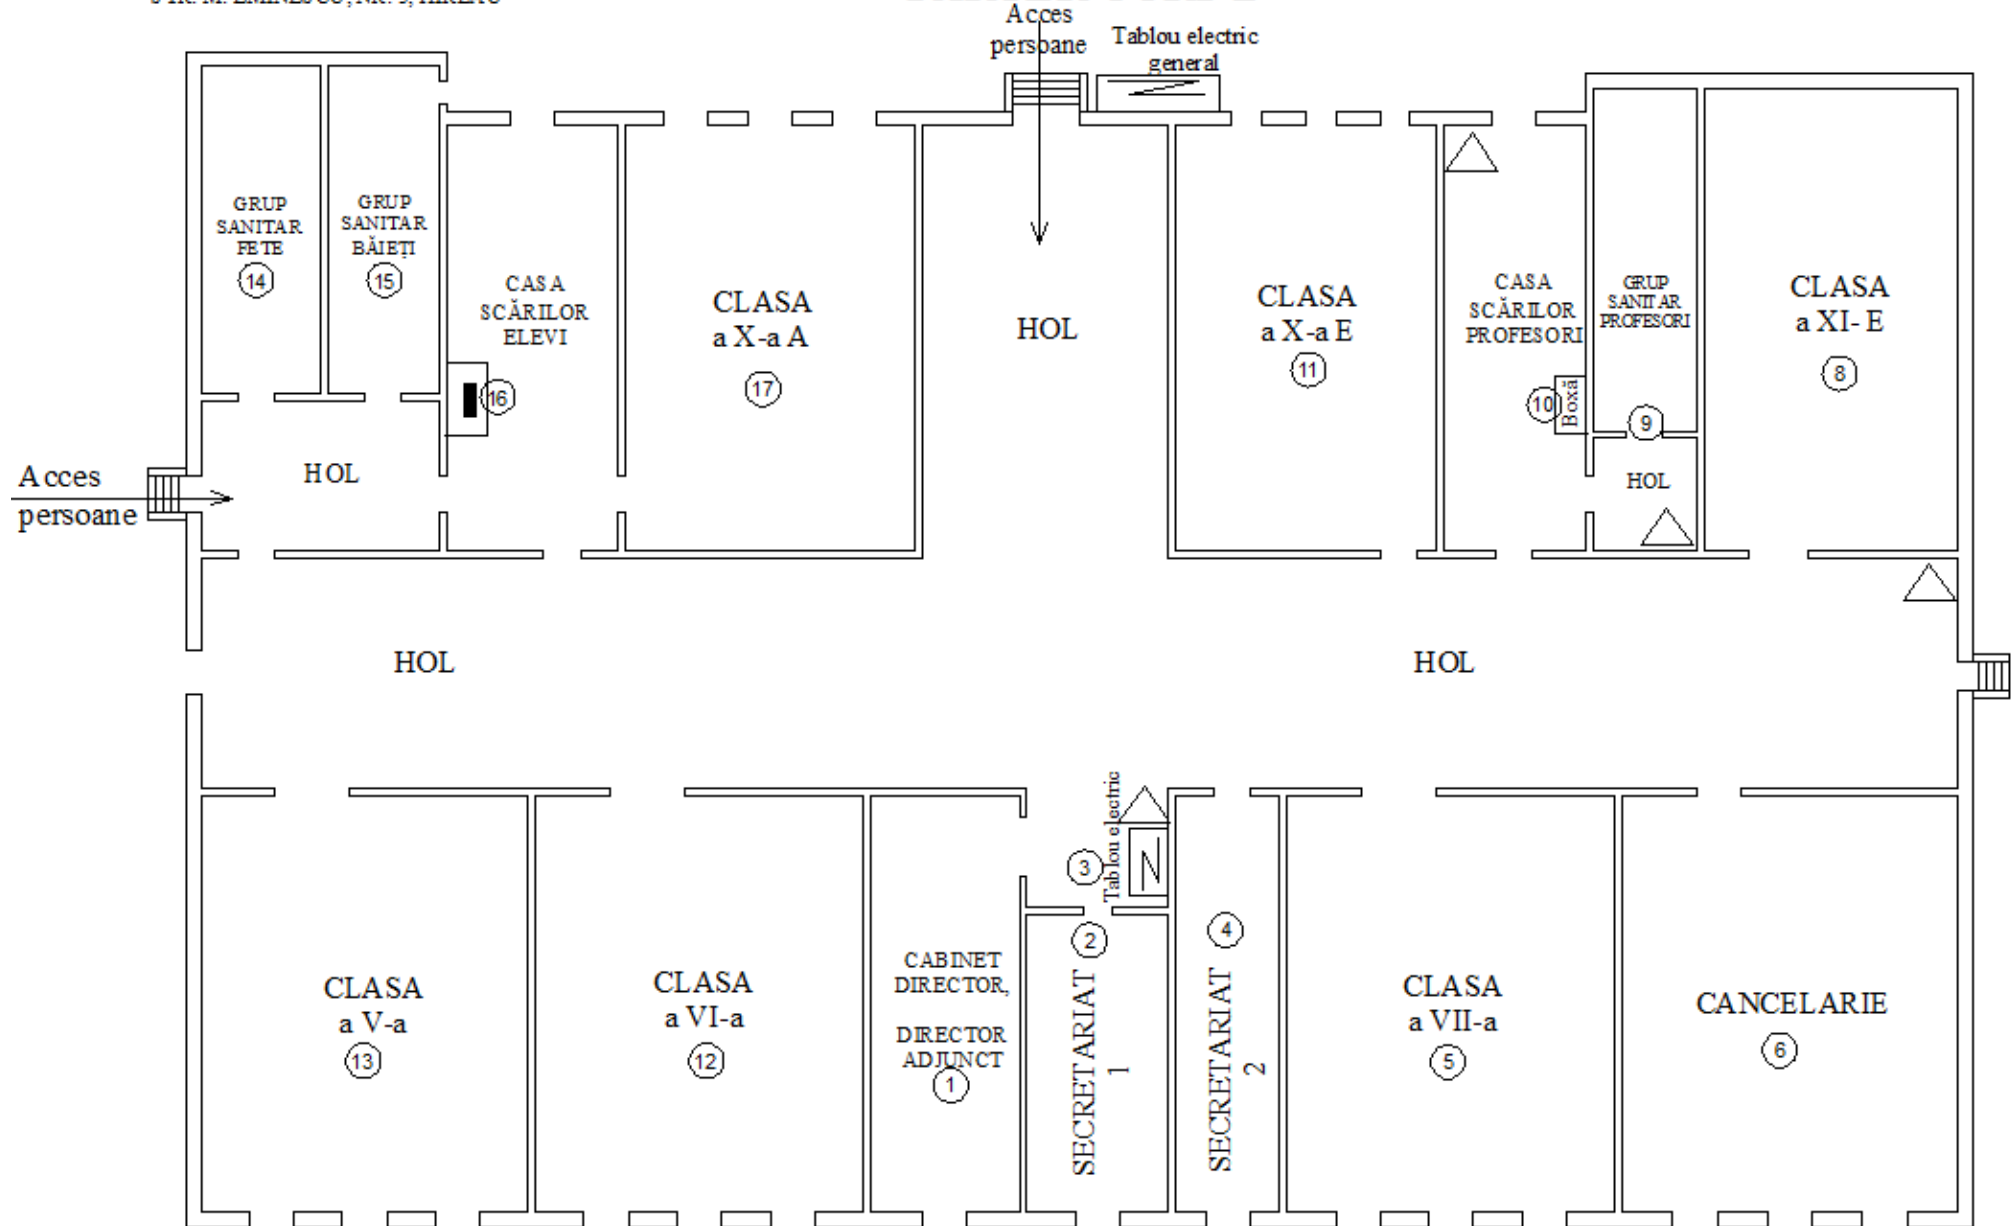 Acces
persoane
Tablou electric
general
GRUP
SANITAR
FETE
14
GRUP
SANITAR
BĂIEȚI
15
CASA
SCĂRILOR
ELEVI
16
CLASA
a X-a A
17
HOL
CLASA
a X-a E
11
CASA
SCĂRILOR
PROFESORI
10
Boxă
GRUP
SANITAR
PROFESORI
9
HOL
CLASA
a XI- E
8
Acces
persoane
HOL
HOL
HOL
CLASA
a V-a
13
CLASA
a VI-a
12
CABINET
DIRECTOR,
DIRECTOR
ADJUNCT
1
3
Tablou electric
2
SECRETARIAT
1
4
SECRETARIAT
2
CLASA
a VII-a
5
CANCELARIE
6